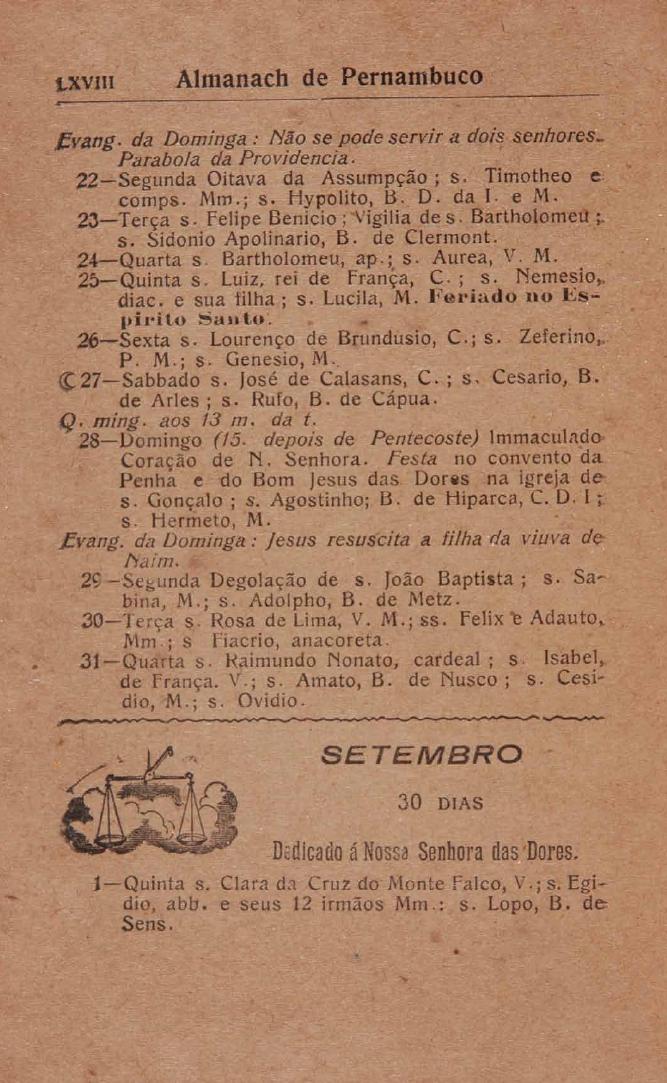 LXVIII Almanach de Pernambuco
Evang. da Dominga : Não se pode servir a dois senhores.
Parabola da Providencia.
22—Segunda Oitava da Assumpção ; s. Timotheo e
comps. Mm.; s. Hypolito, B. D. da I. e M.
23—Terça s. Felipe Benicio ; Vigilia de s. Bartholomeu ;
s. Sidonio Apolinario, B. de Clermont.
24—Quarta s. Bartholomeu, ap.; s. Aurea, V. M.
25—Quinta s. Luiz, rei de França, C. ; s. Nemesio,
diac. e sua filha ; s. Lucila, M. Feriado no Es-
pirito Santo.
26—Sexta s. Lourenço de Brundusio, C.; s. Zeferino,
P. M.; s. Genesio, M.
27—Sabbado s. José de Calasans, C. ; s. Cesario, B.
de Arles ; s. Rufo, B. de Cápua.
Q. ming. aos 13 m. da t.
28—Domingo (15. depois de Pentecoste) Immaculado
Coração de N. Senhora. Festa no convento da
Penha e do Bom Jesus das Dores na igreja de
s. Gonçalo ; s. Agostinho; B. de Hiparca, C. D. I ;
s. Hermeto, M.
Evang. da Dominga : Jesus resuscita a filha da viuva de
Naim.
29—Segunda Degolação de s. João Baptista ; s. Sa-
bina, M.; s. Adolpho, B. de Metz.
30—Terça s. Rosa de Lima, V. M.; ss. Felix e Adauto,
Mm.; s Fiacrio, anacoreta.
31—Quarta s. Raimundo Nonato, cardeal ; s. Isabel,
de França. V.; s. Amato, B. de Nusco ; s. Cesi-
dio, M.; s. Ovidio.
SETEMBRO
30 DIAS
Dedicado á Nossa Senhora das Dores.
1—Quinta s. Clara da Cruz do Monte Falco, V.; s. Egi-
dio, abb. e seus 12 irmãos Mm.: s. Lopo, B. de
Sens.